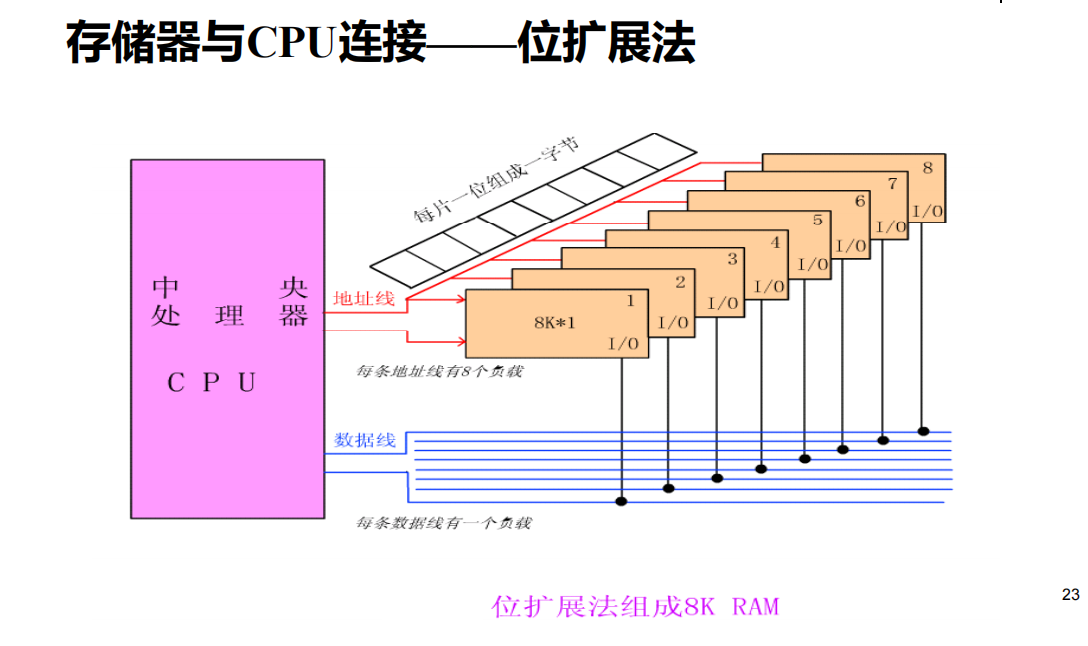 存储器与CPU连接——位扩展法
每片一位组成一字节
8
I/O
7
I/O
6
I/O
5
I/O
4
I/O
3
I/O
2
I/O
1
8K*1
I/O
中 央
处 理 器
C P U
地址线
每条地址线有8个负载
数据线
每条数据线有一个负载
位扩展法组成8K RAM
23